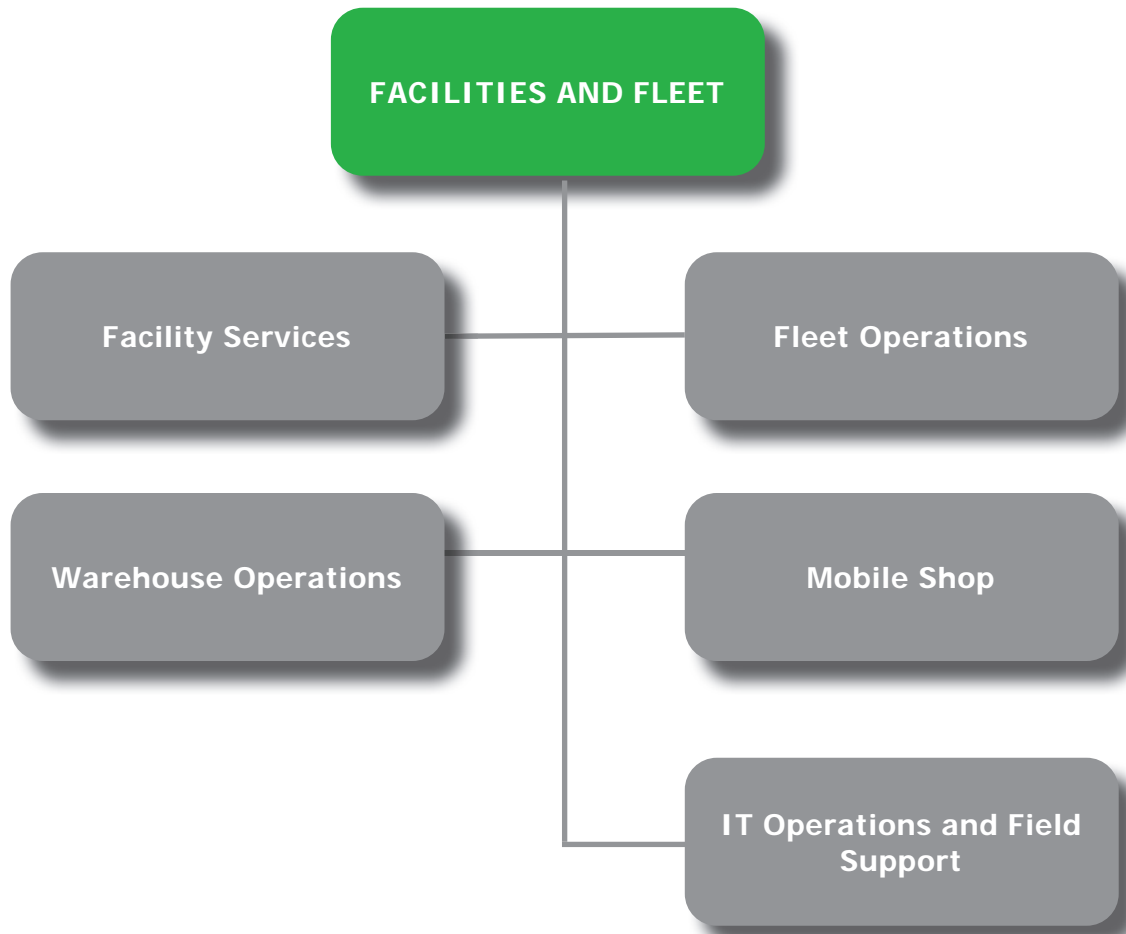 FACILITIES AND FLEET
Facility Services
Fleet Operations
Warehouse Operations
Mobile Shop
IT Operations and Field
Support